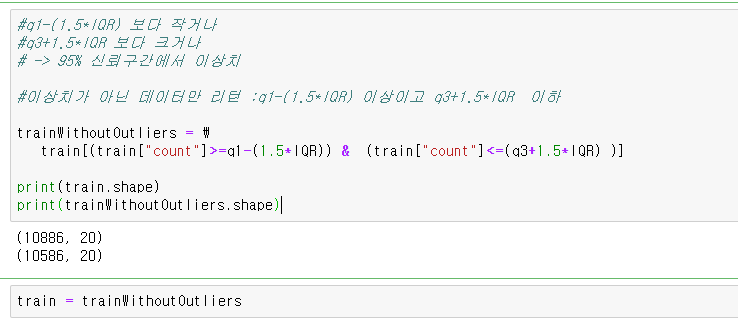 #q1-(1.5*IQR) 보다 작거나
#q3+1.5*IQR 보다 크거나
# -> 95% 신뢰구간에서 이상치
#이상치가 아닌 데이터만 리턴 :q1-(1.5*IQR) 이상이고 q3+1.5*IQR 이하
trainWithoutOutliers = ₩
train[(train["count"]>=q1-(1.5*IQR)) & (train["count"]<=(q3+1.5*IQR) )]
print(train.shape)
print(trainWithoutOutliers.shape)
(10886, 20)
(10586, 20)
train = trainWithoutOutliers